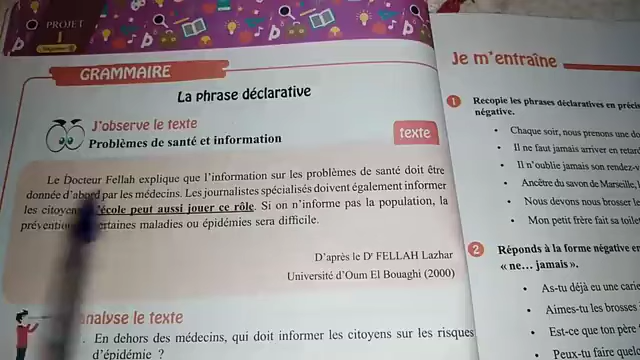 PROJET
1
GRAMMAIRE
La phrase déclarative
J'observe le texte
Problèmes de santé et information
texte
Le Docteur Fellah explique que l'information sur les problèmes de santé doit être
donnée d'abord par les médecins. Les journalistes spécialisés doivent également informer
les citoyens école peut aussi jouer ce rôle. Si on n'informe pas la population, la
prévention certaines maladies ou épidémies sera difficile.
D'après le Dr FELLAH Lazhar
Université d'Oum El Bouaghi (2000)
analyse le texte
En dehors des médecins, qui doit informer les citoyens sur les risques
d'épidémie ?
Je m'entraîne
1 Recopie les phrases déclaratives en précis
négative.
• Chaque soir, nous prenons une do
• Il ne faut jamais arriver en retard
• Il n'oublie jamais son rendez-v
• Ancêtre du savon de Marseille, l
• Nous devons nous brosser le
• Mon petit frère fait sa toile
2 Réponds à la forme négative en
« ne... jamais ».
• As-tu déjà eu une carie
• Aimes-tu les brosses
• Est-ce que ton père
• Peux-tu faire quelq